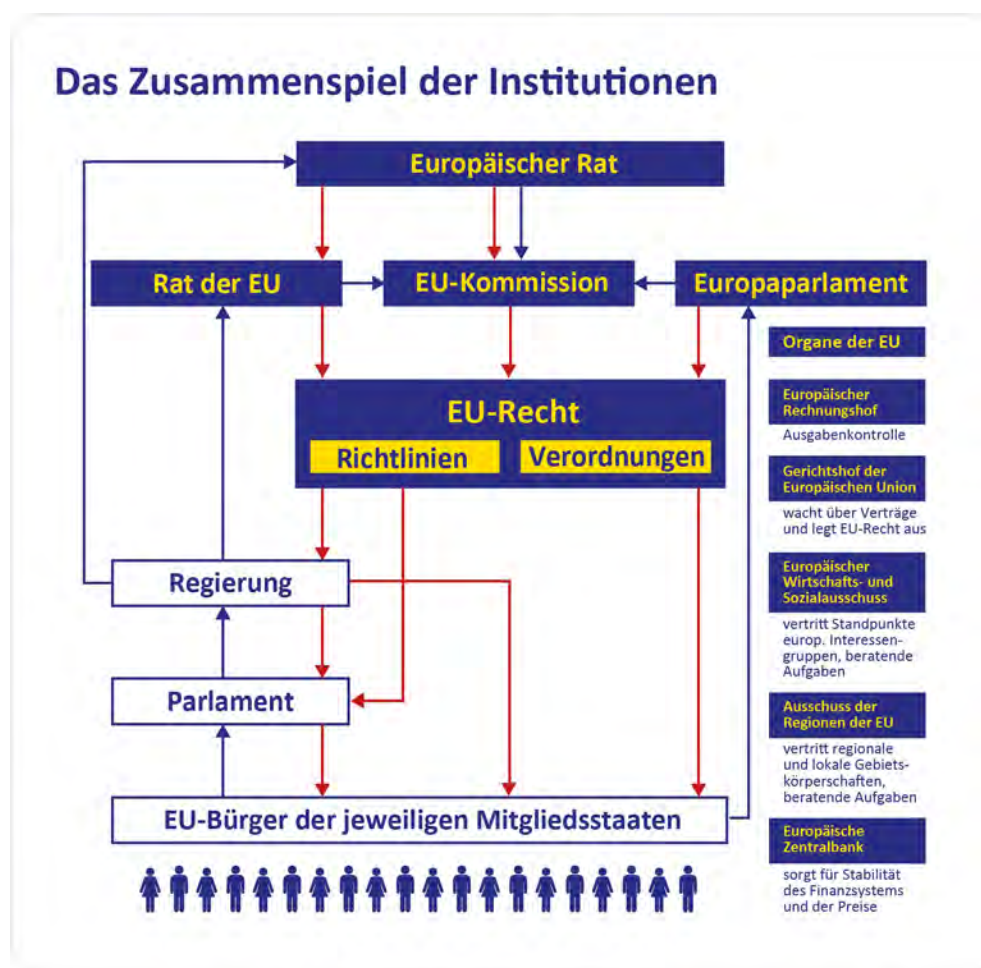 Das Zusammenspiel der Institutionen
Europäischer Rat
Rat der EU
EU-Kommission
Europaparlament
EU-Recht
Richtlinien
Verordnungen
Regierung
Parlament
EU-Bürger der jeweiligen Mitgliedsstaaten
Organe der EU
Europäischer
Rechnungshof
Ausgabenkontrolle
Gerichtshof der
Europäischen Union
wacht über Verträge
und legt EU-Recht aus
Europäischer
Wirtschafts- und
Sozialausschuss
vertritt Standpunkte
europ. Interessen-
gruppen, beratende
Aufgaben
Ausschuss der
Regionen der EU
vertritt regionale
und lokale Gebiets-
körperschaften,
beratende Aufgaben
Europäische
Zentralbank
sorgt für Stabilität
des Finanzsystems
und der Preise